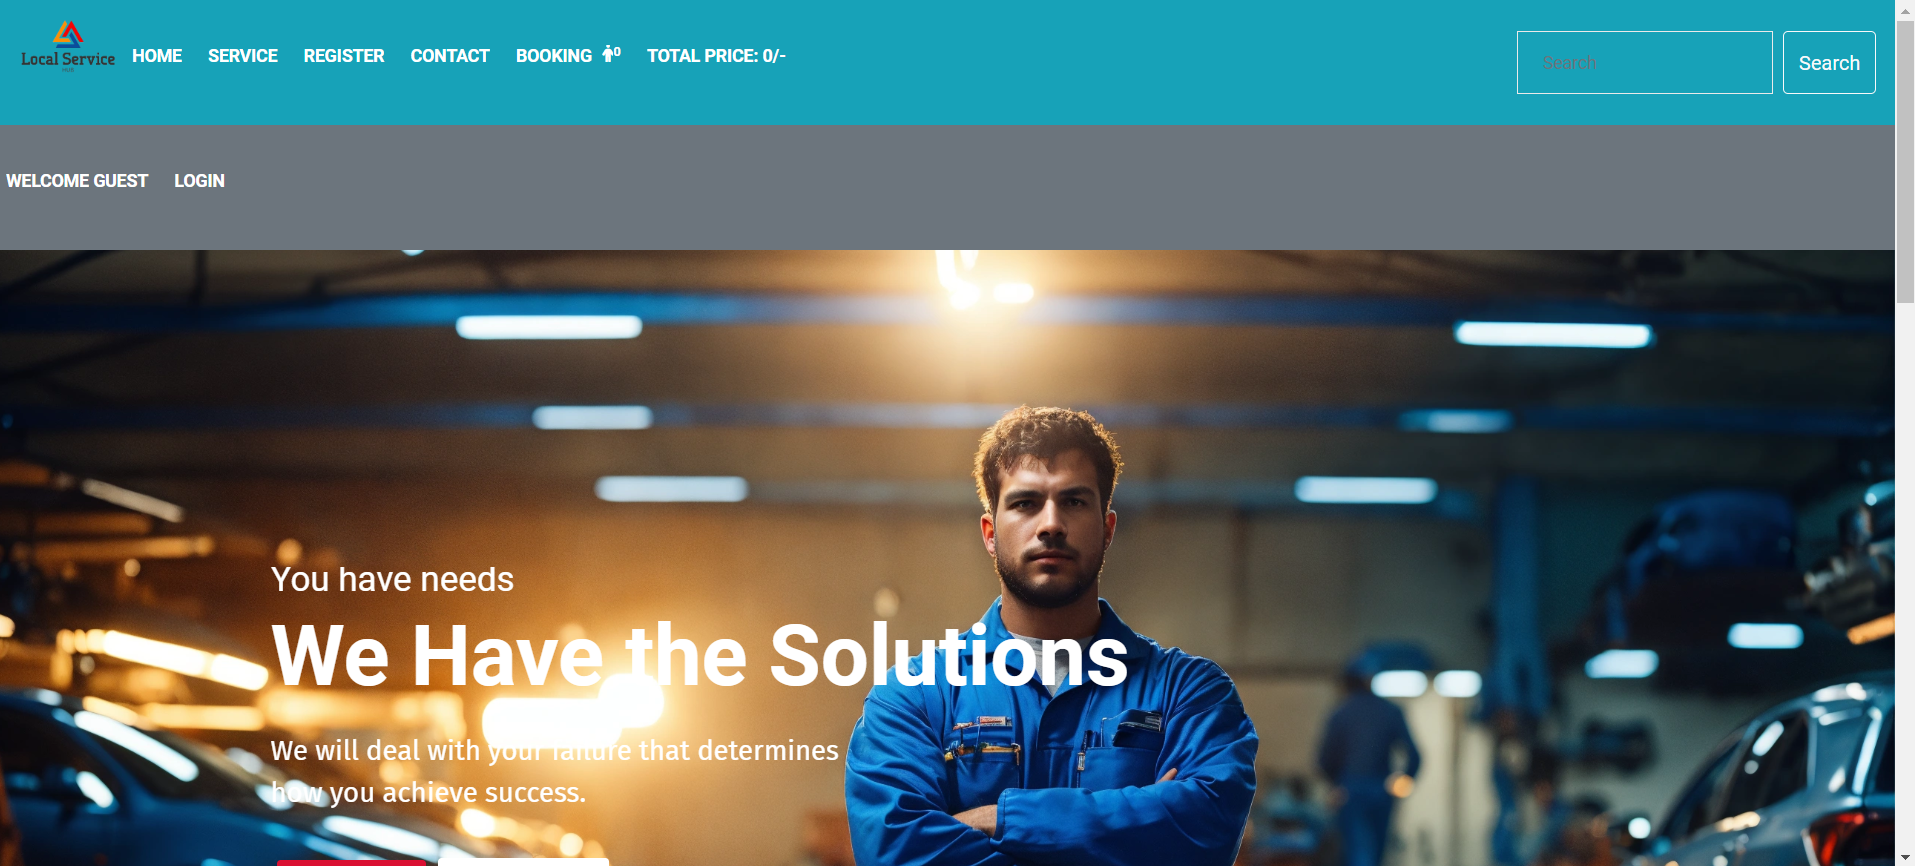 Local Service
HUB
HOME SERVICE REGISTER CONTACT BOOKING 0 TOTAL PRICE: 0/-
Search
Search
WELCOME GUEST LOGIN
You have needs
We Have the Solutions
We will deal with your failure that determines
how you achieve success.